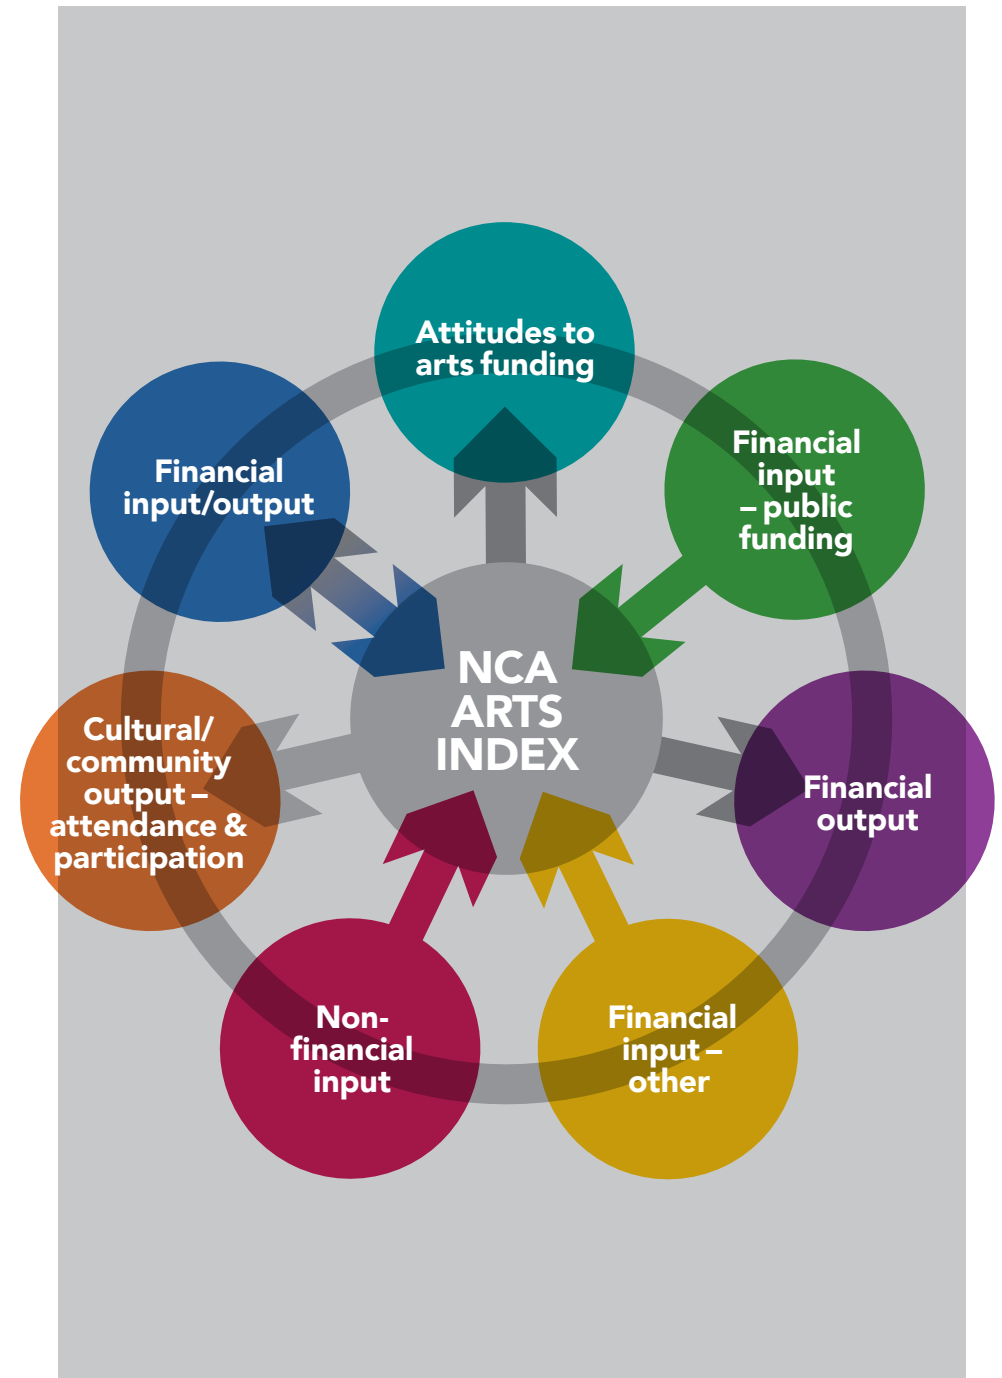 Attitudes to
arts funding
Financial
input
– public
funding
Financial
input/output
NCA
ARTS
INDEX
Cultural/
community
output –
attendance &
participation
Financial
output
Non-
financial
input
Financial
input –
other